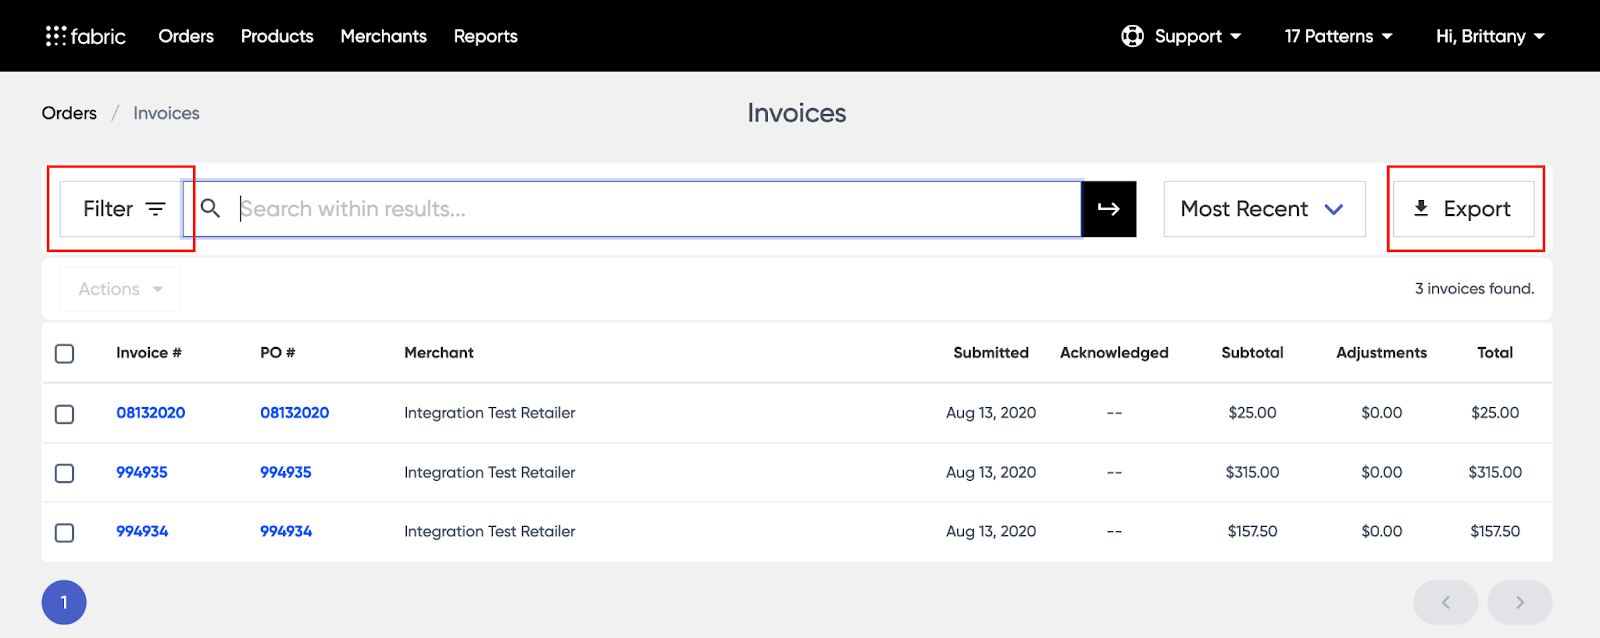 fabric Orders Products Merchants Reports Support 17 Patterns Hi, Brittany
Orders / Invoices
Invoices
Filter Search within results... Most Recent Export
Actions 3 invoices found.
Invoice # PO # Merchant Submitted Acknowledged Subtotal Adjustments Total
08132020 08132020 Integration Test Retailer Aug 13, 2020 -- $25.00 $0.00 $25.00
994935 994935 Integration Test Retailer Aug 13, 2020 -- $315.00 $0.00 $315.00
994934 994934 Integration Test Retailer Aug 13, 2020 -- $157.50 $0.00 $157.50
1